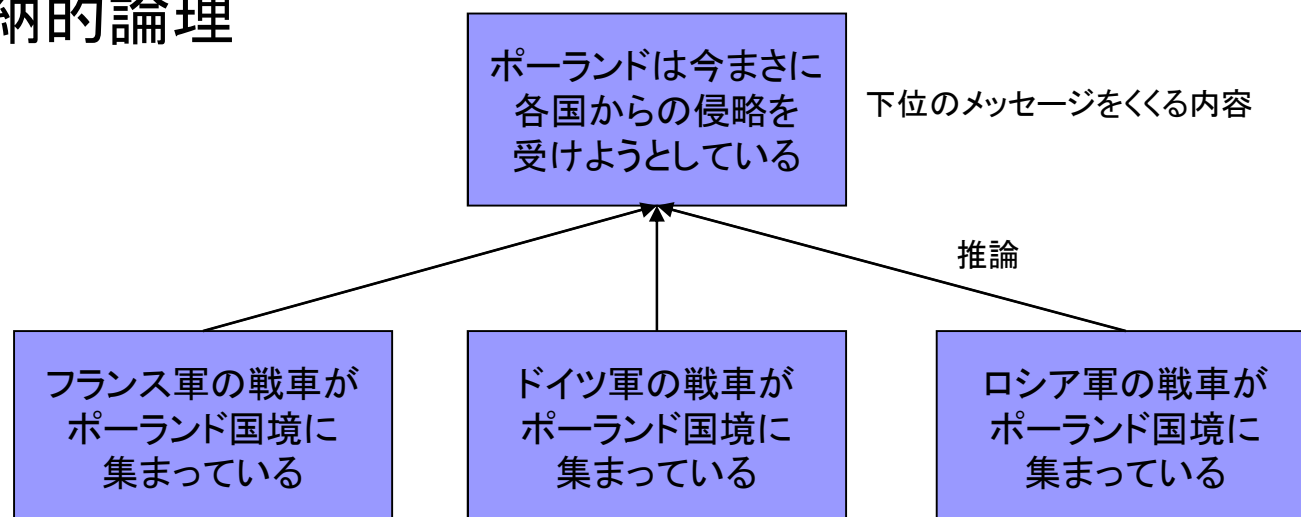 納的論理
ポーランドは今まさに
各国からの侵略を
受けようとしている
下位のメッセージをくくる内容
推論
フランス軍の戦車が
ポーランド国境に
集まっている
ドイツ軍の戦車が
ポーランド国境に
集まっている
ロシア軍の戦車が
ポーランド国境に
集まっている